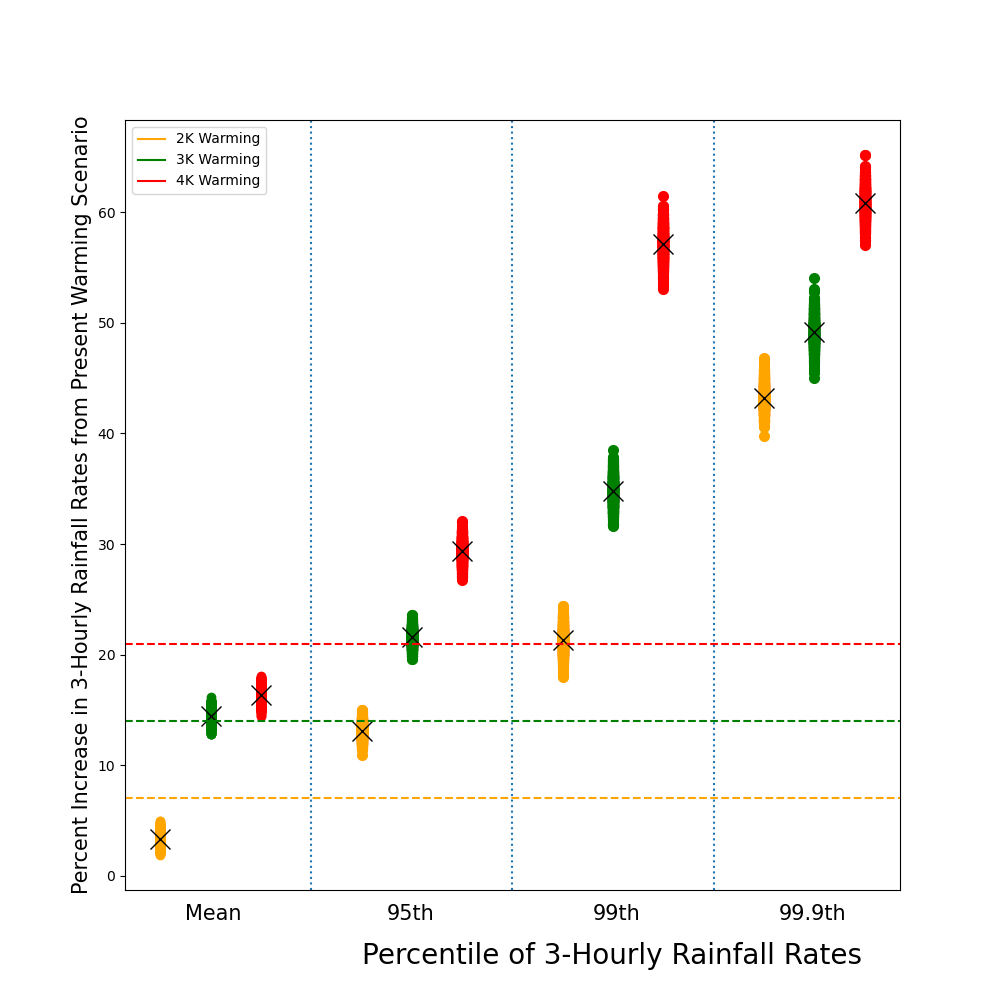 2K Warming
3K Warming
4K Warming
Percent Increase in 3-Hourly Rainfall Rates from Present Warming Scenario
60
50
40
30
20
10
0
Mean 95th 99th 99.9th
Percentile of 3-Hourly Rainfall Rates